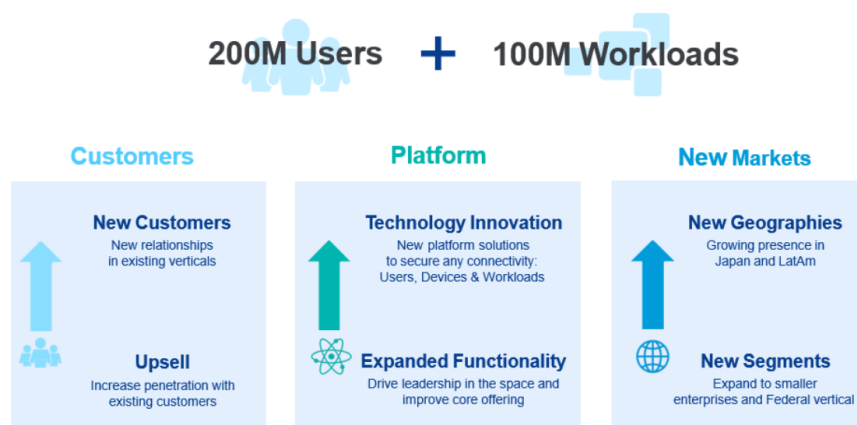 200M Users + 100M Workloads
Customers
New Customers
New relationships
in existing verticals
Upsell
Increase penetration with
existing customers
Platform
Technology Innovation
New platform solutions
to secure any connectivity:
Users, Devices & Workloads
Expanded Functionality
Drive leadership in the space and
improve core offering
New Markets
New Geographies
Growing presence in
Japan and LatAm
New Segments
Expand to smaller
enterprises and Federal vertical